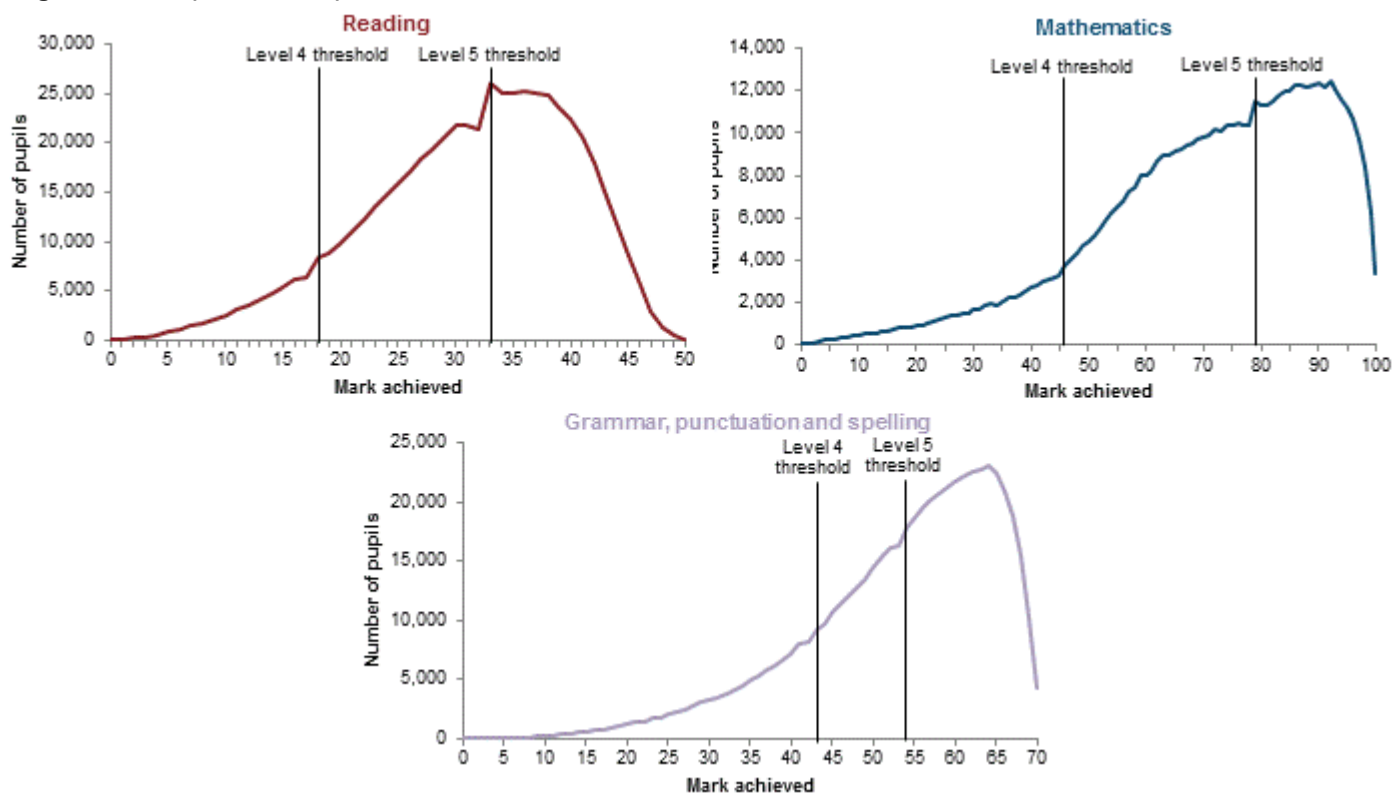 Reading
30,000
25,000
20,000
15,000
10,000
5,000
0
Level 4 threshold Level 5 threshold
Number of pupils
0 5 10 15 20 25 30 35 40 45 50
Mark achieved
Mathematics
14,000
12,000
10,000
8,000
6,000
4,000
2,000
0
Level 4 threshold Level 5 threshold
Number of pupils
0 10 20 30 40 50 60 70 80 90 100
Mark achieved
Grammar, punctuation and spelling
25,000
20,000
15,000
10,000
5,000
0
Level 4 Level 5
threshold threshold
Number of pupils
0 5 10 15 20 25 30 35 40 45 50 55 60 65 70
Mark achieved